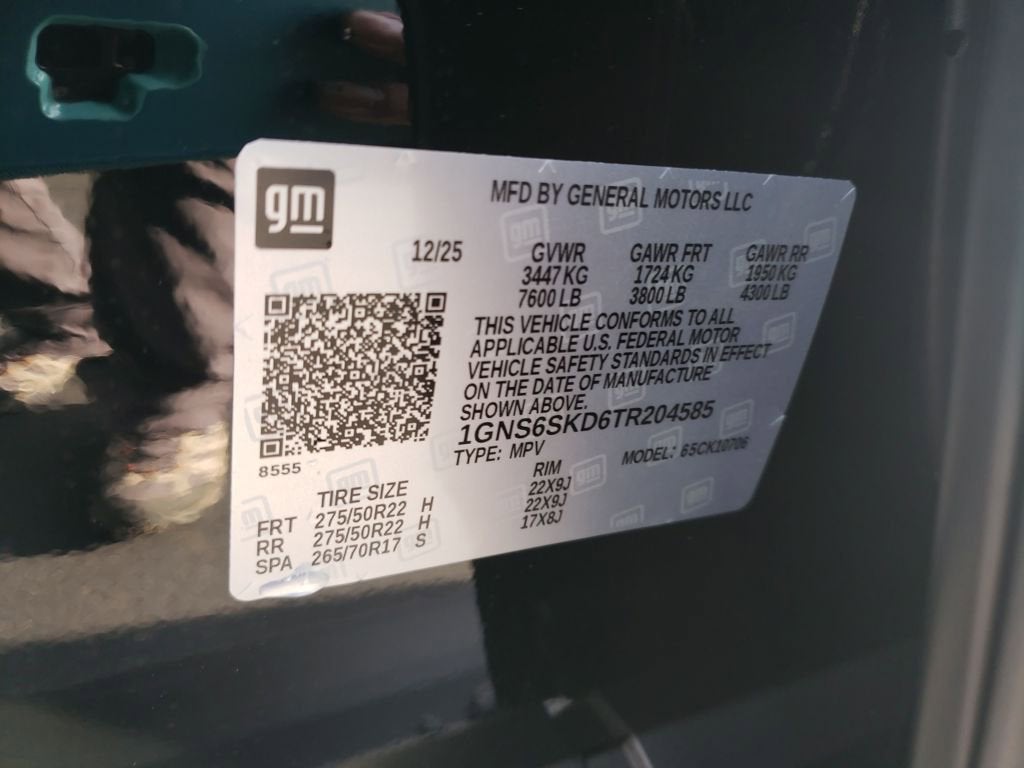 gm
MFD BY GENERAL MOTORS LLC
12/25 GVWR GAWR FRT GAWR RR
3447 KG 1724 KG 1950 KG
7600 LB 3800 LB 4300 LB
THIS VEHICLE CONFORMS TO ALL
APPLICABLE U.S. FEDERAL MOTOR
VEHICLE SAFETY STANDARDS IN EFFECT
ON THE DATE OF MANUFACTURE
SHOWN ABOVE.
1GNS6SKD6TR204585
TYPE: MPV MODEL: 65CK10706
8555
TIRE SIZE RIM
FRT 275/50R22 H 22X9J
RR 275/50R22 H 22X9J
SPA 265/70R17 S 17X8J